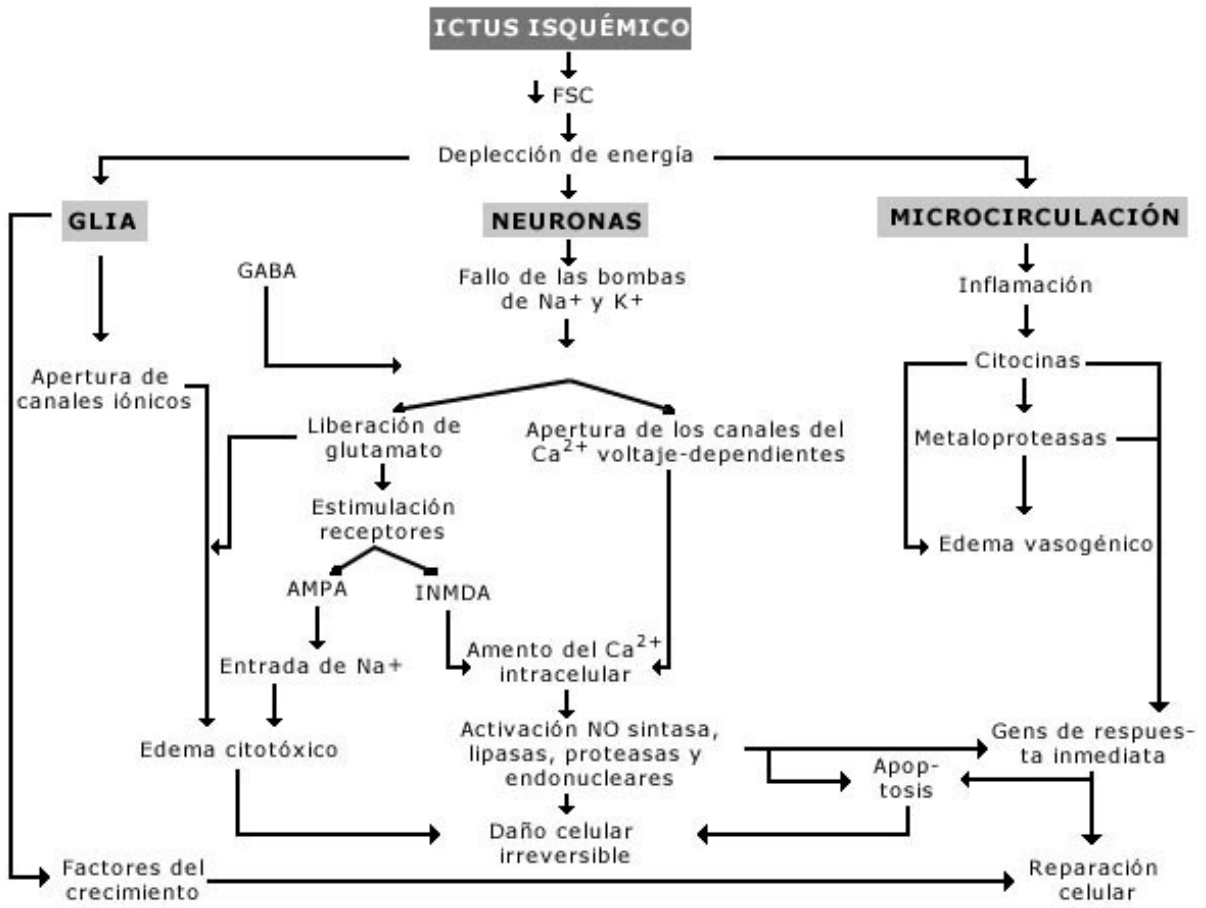 ICTUS ISQUÉMICO
FSC
Deplección de energía
GLIA
NEURONAS
MICROCIRCULACIÓN
GABA
Fallo de las bombas
de Na+ y K+
Inflamación
Apertura de
canales iónicos
Citocinas
Liberación de
glutamato
Apertura de los canales del
Ca2+ voltaje-dependientes
Metaloproteasas
Estimulación
receptores
Edema vasogénico
AMPA
INMDA
Entrada de Na+
Amento del Ca2+
intracelular
Edema citotóxico
Activación NO sintasa,
lipasas, proteasas y
endonucleares
Gens de respues-
ta inmediata
Apop-
tosis
Daño celular
irreversible
Factores del
crecimiento
Reparación
celular